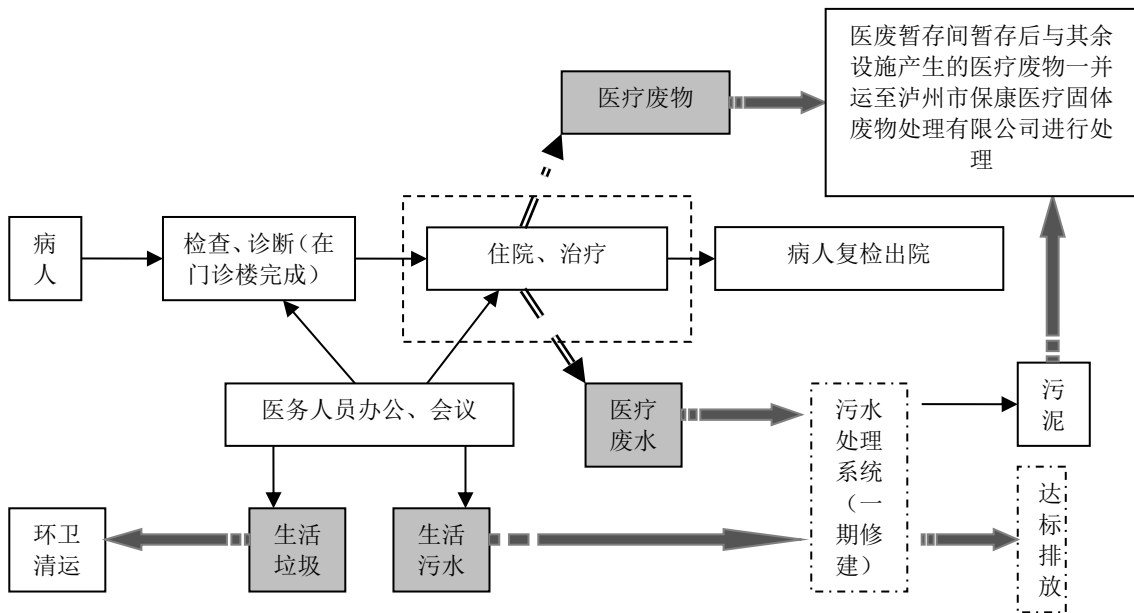 医疗废物
医废暂存间暂存后与其余
设施产生的医疗废物一并
运至泸州市保康医疗固体
废物处理有限公司进行处
理
病
人
检查、诊断（在
门诊楼完成）
住院、治疗
病人复检出院
医务人员办公、会议
医疗
废水
污水
处理
系统
（一
期修
建）
污
泥
环卫
清运
生活
垃圾
生活
污水
达
标
排
放